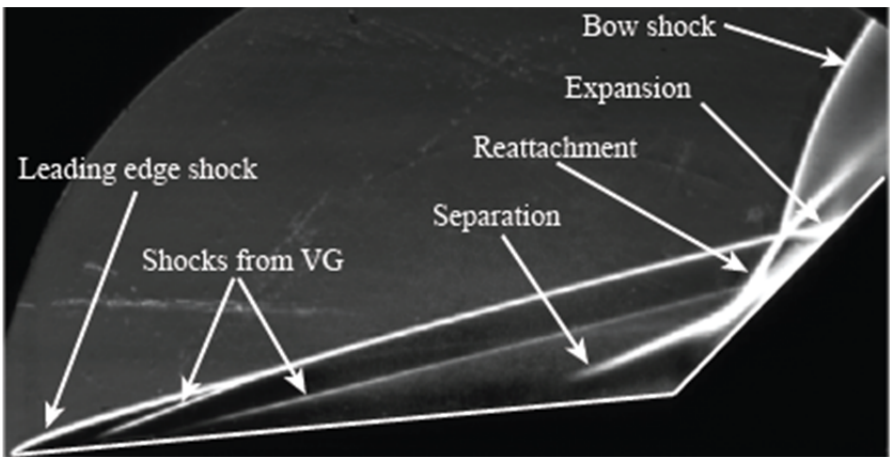 Bow shock
Expansion
Reattachment
Leading edge shock
Separation
Shocks from VG